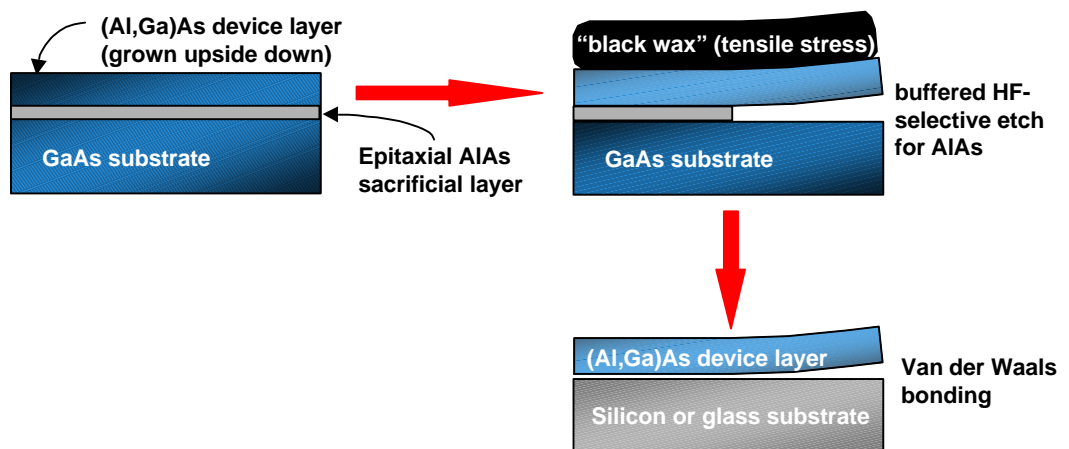 (Al,Ga)As device layer
(grown upside down)
GaAs substrate
Epitaxial AlAs
sacrificial layer
“black wax” (tensile stress)
GaAs substrate
buffered HF-
selective etch
for AlAs
(Al,Ga)As device layer
Silicon or glass substrate
Van der Waals
bonding